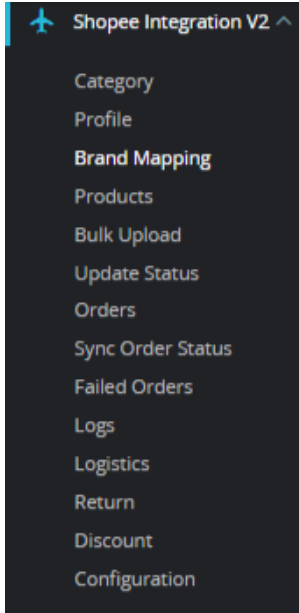 Shopee Integration V2
Category
Profile
Brand Mapping
Products
Bulk Upload
Update Status
Orders
Sync Order Status
Failed Orders
Logs
Logistics
Return
Discount
Configuration